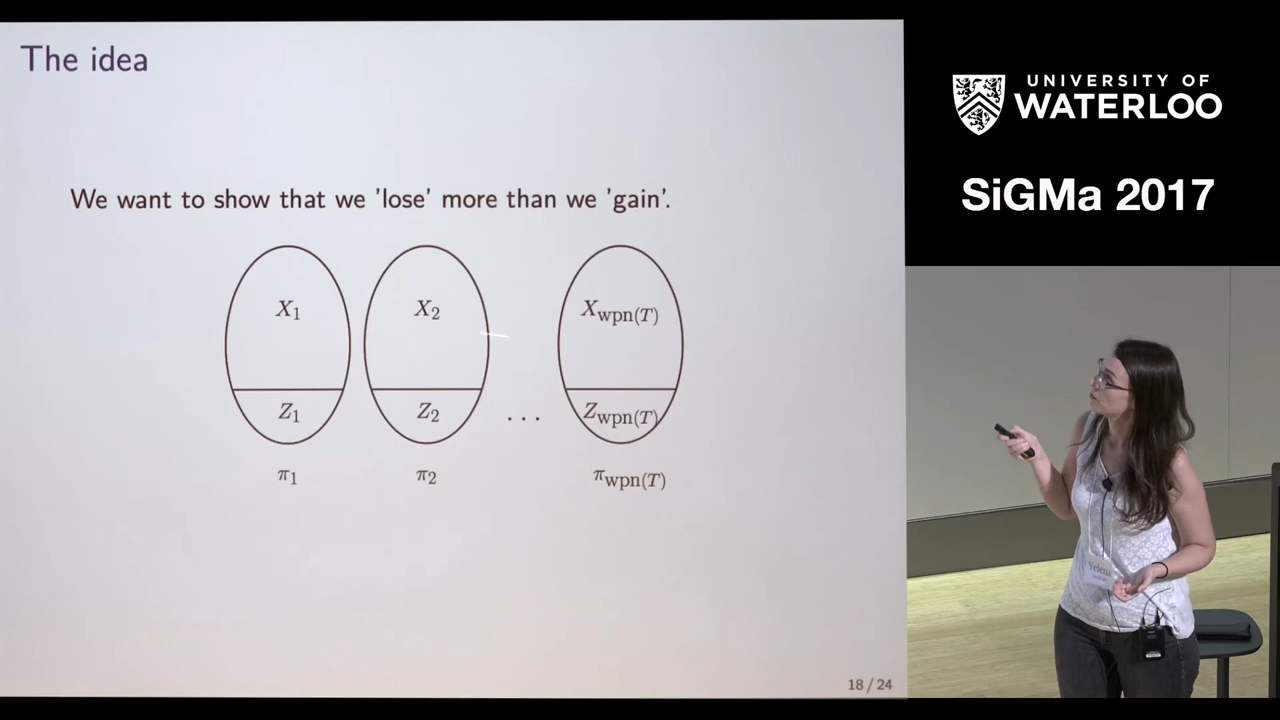 The idea
We want to show that we 'lose' more than we 'gain'.
X1 X2 Xwpn(T)
Z1 Z2 ... Zwpn(T)
π1 π2 πwpn(T)
18 / 24
UNIVERSITY OF
WATERLOO
SiGMa 2017
Yelena